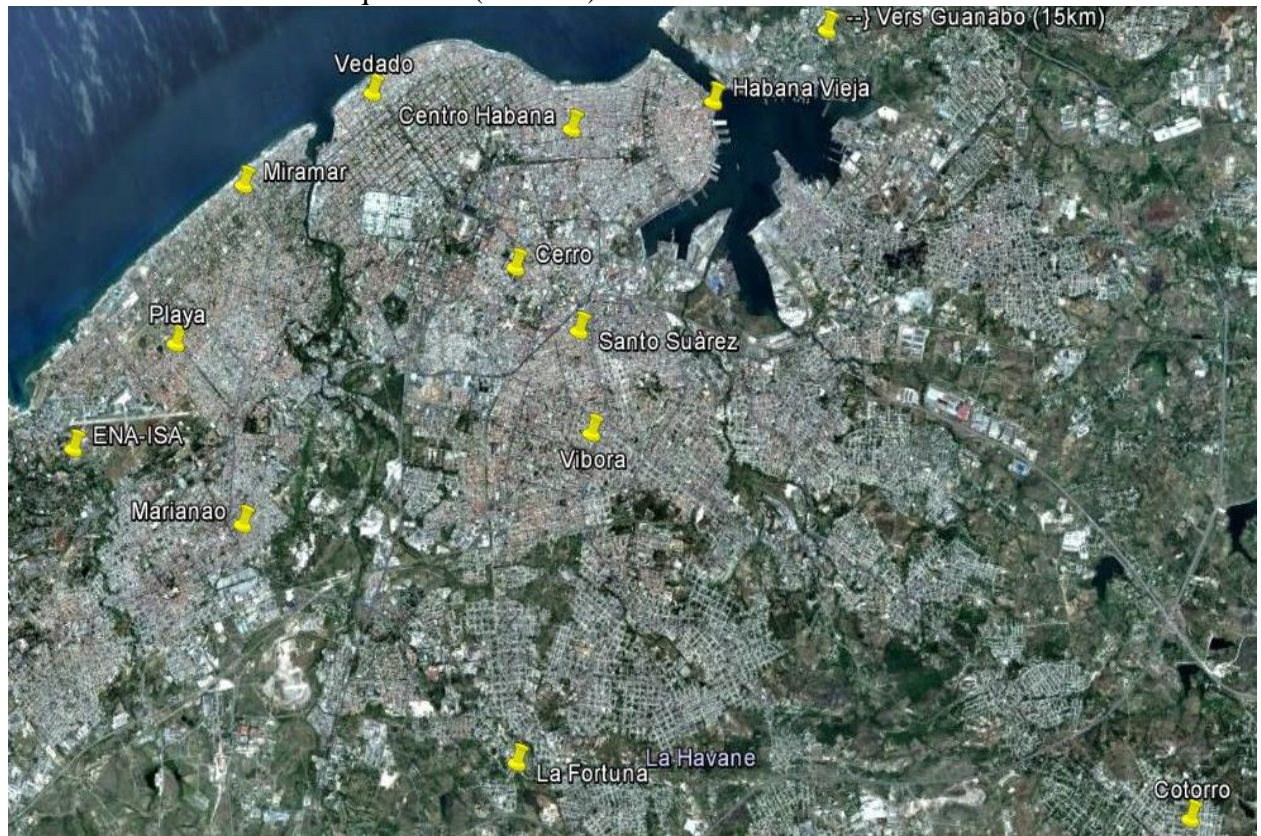 --} Vers Guanabo (15km)
Vedado
Habana Vieja
Centro Habana
Miramar
Cerro
Playa
Santo Suàrez
ENA-ISA
Vibora
Marianao
La Havane
La Fortuna
Cotorro